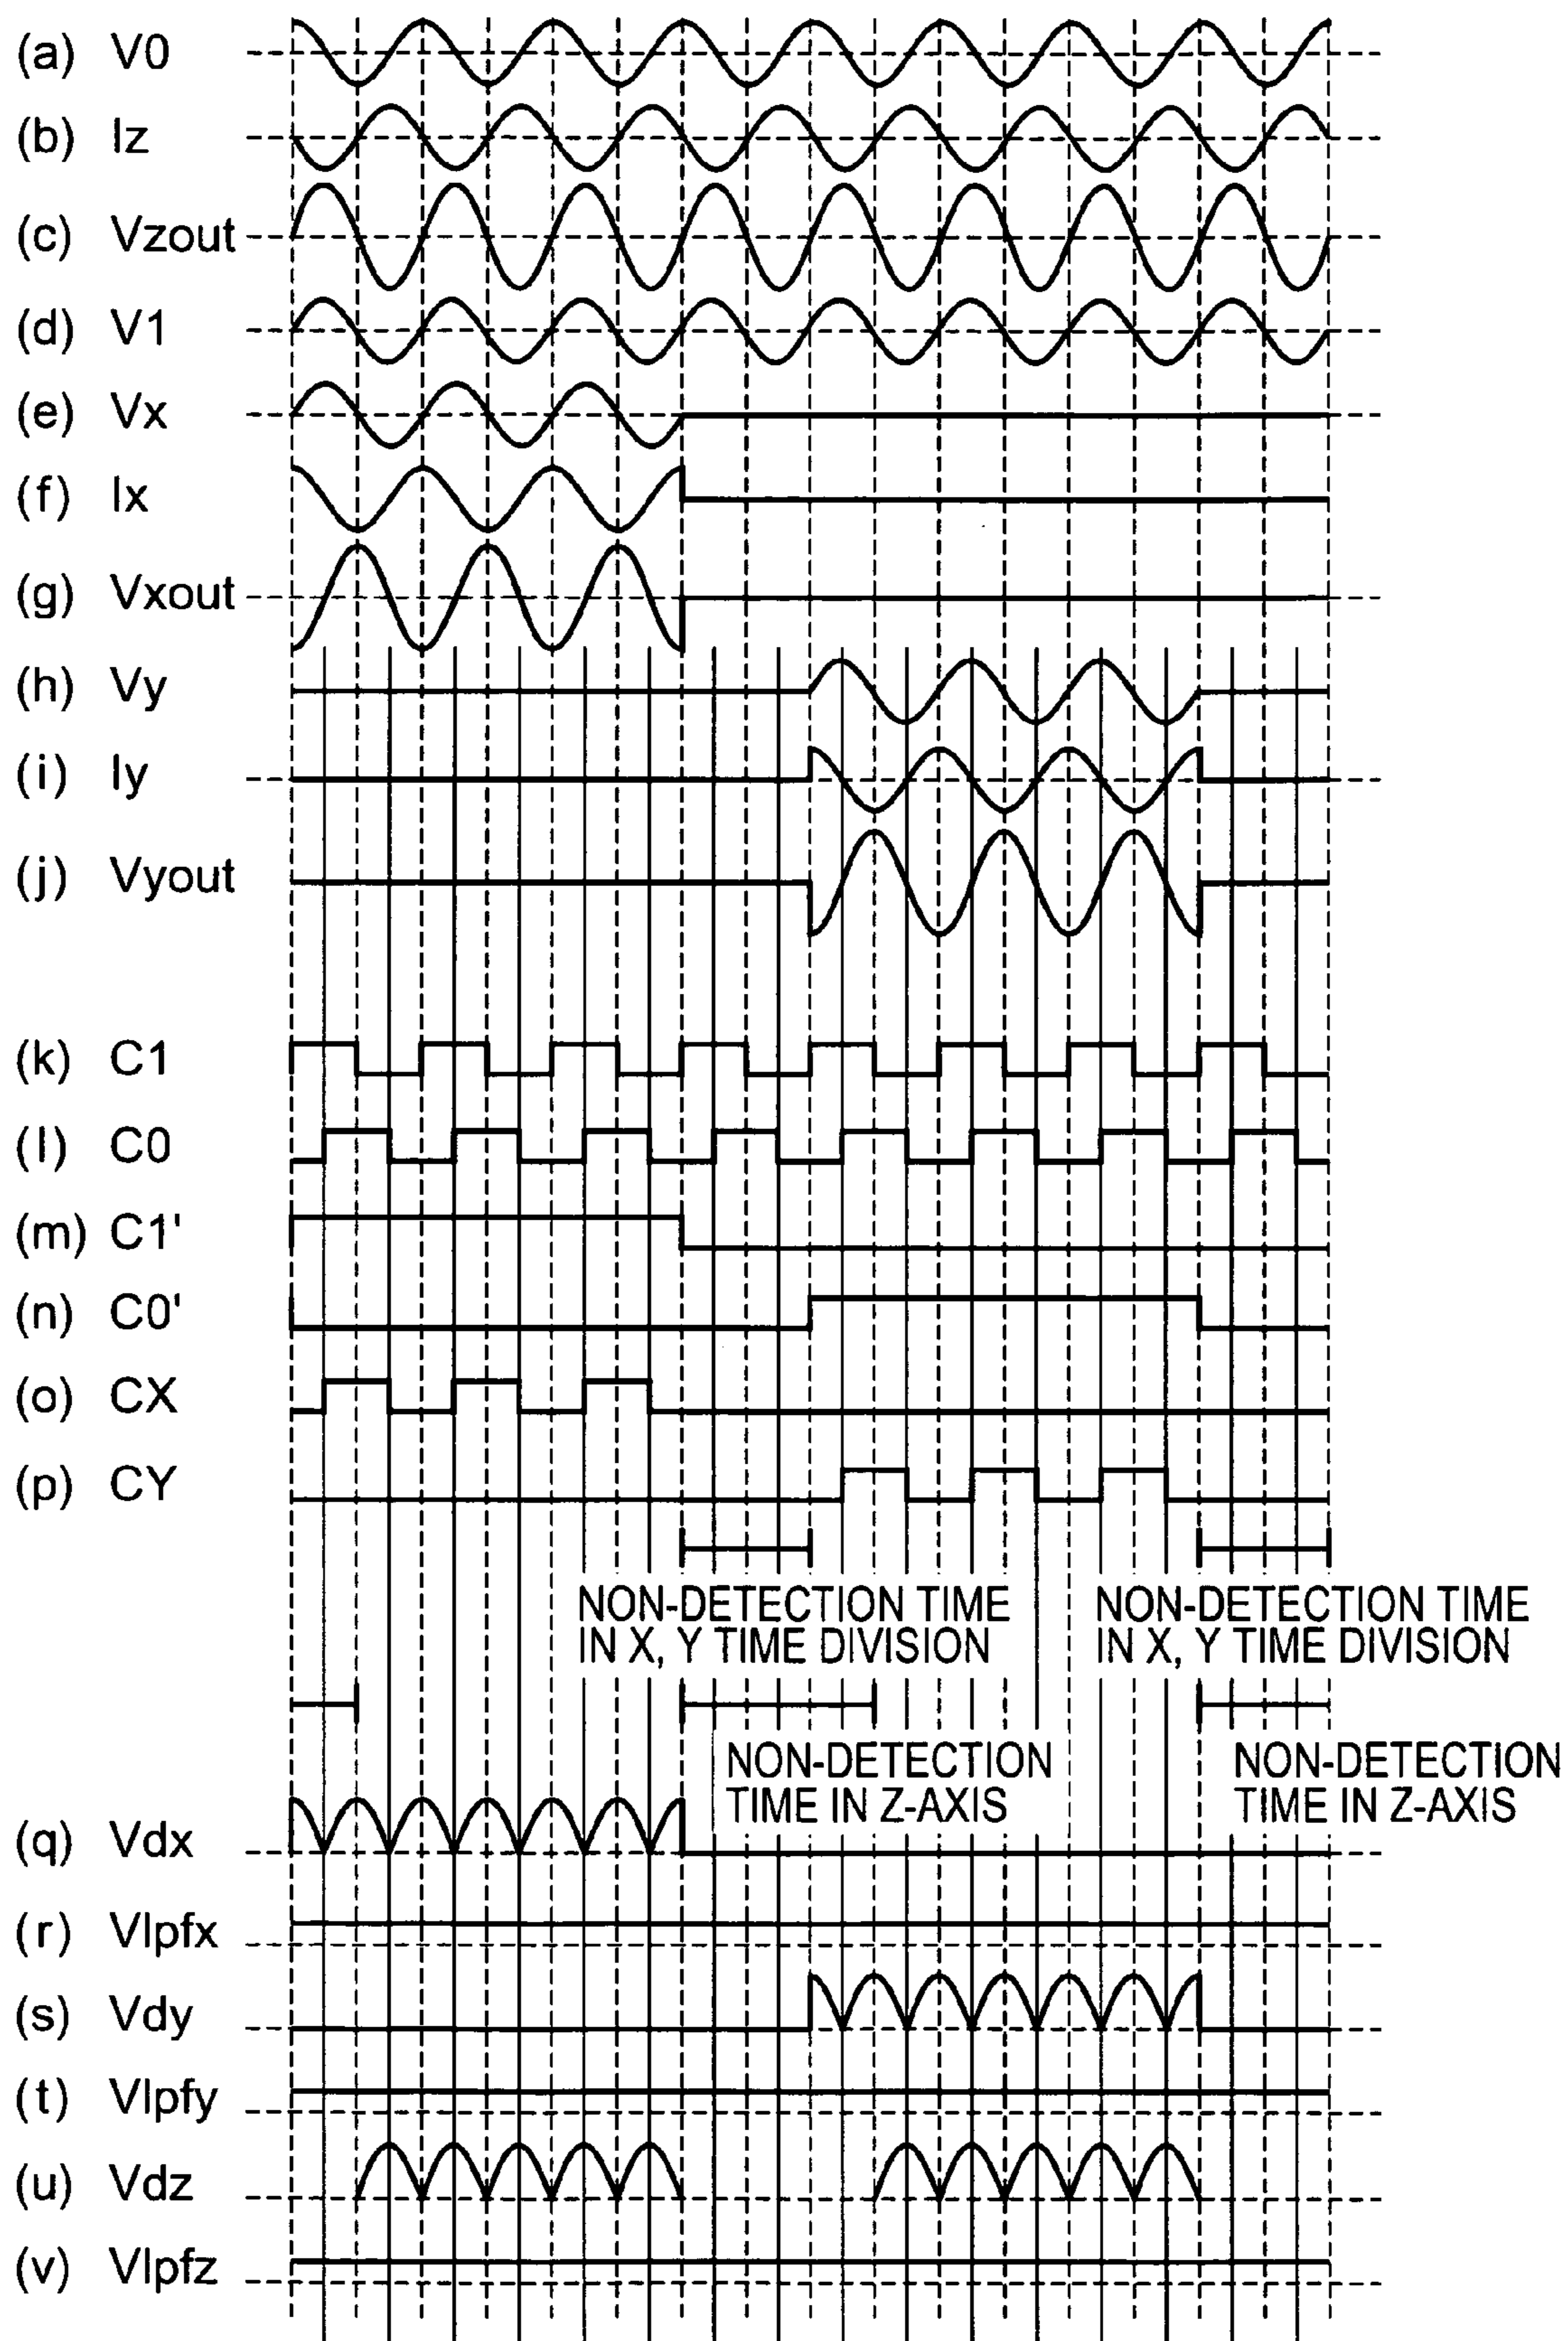 (a) V0
(b) Iz
(c) Vzout
(d) V1
(e) Vx
(f) Ix
(g) Vxout
(h) Vy
(i) Iy
(j) Vyout
(k) C1
(l) C0
(m) C1'
(n) C0'
(o) CX
(p) CY
NON-DETECTION TIME
IN X, Y TIME DIVISION
NON-DETECTION TIME
IN X, Y TIME DIVISION
NON-DETECTION
TIME IN Z-AXIS
NON-DETECTION
TIME IN Z-AXIS
(q) Vdx
(r) Vlpfx
(s) Vdy
(t) Vlpfy
(u) Vdz
(v) Vlpfz